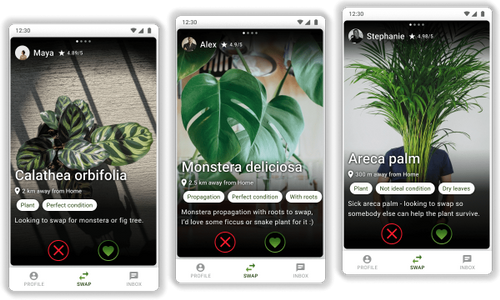 12:30
Maya ★ 4.89/5
Calathea orbifolia
2 km away from Home
Plant
Perfect condition
Looking to swap for monstera or fig tree.
PROFILE
SWAP
INBOX
12:30
Alex ★ 4.9/5
Monstera deliciosa
2.5 km away from Home
Propagation
Perfect condition
With roots
Monstera propagation with roots to swap,
I'd love some ficcus or snake plant for it :)
PROFILE
SWAP
INBOX
12:30
Stephanie ★ 4.98/5
Areca palm
300 m away from Home
Plant
Not ideal condition
Dry leaves
Sick areca palm - looking to swap so
somebody else can help the plant survive.
PROFILE
SWAP
INBOX